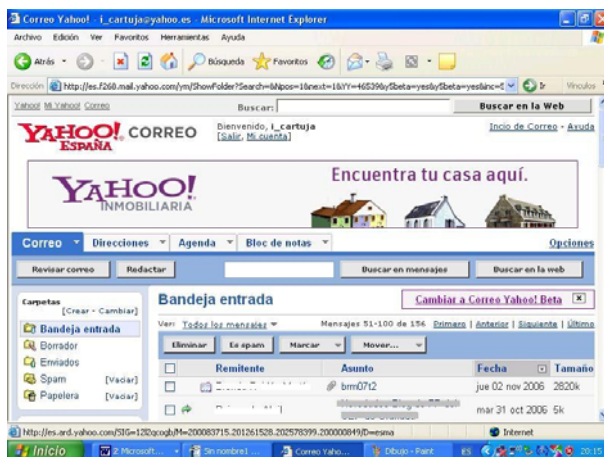 Correo Yahoo! - i_cartuja@yahoo.es - Microsoft Internet Explorer
Archivo Edición Ver Favoritos Herramientas Ayuda
Atrás Búsqueda Favoritos
Dirección Ir Vínculos
Yahoo! Mi Yahoo! Correo Buscar: Buscar en la Web
YAHOO! CORREO
ESPAÑA
Bienvenido, i_cartuja
[Salir, Mi cuenta]
Incio de Correo - Ayuda
YAHOO!
INMOBILIARIA
Encuentra tu casa aquí.
Correo Direcciones Agenda Bloc de notas Opciones
Revisar correo Redactar Buscar en mensajes Buscar en la web
Carpetas
[Crear - Cambiar]
Bandeja entrada
Borrador
Enviados
Spam [Vaciar]
Papelera [Vaciar]
Bandeja entrada Cambiar a Correo Yahoo! Beta
Ver: Todos los mensajes Mensajes 51-100 de 156 Primero | Anterior | Siguiente | Último
Eliminar Es spam Marcar Mover...
Remitente Asunto Fecha Tamaño
brm07t2 jue 02 nov 2006 2820k
mar 31 oct 2006 5k
Internet
Inicio 2 Microsoft... Sin nombre1 ... Correo Yaho... Dibujo - Paint ES 20:15